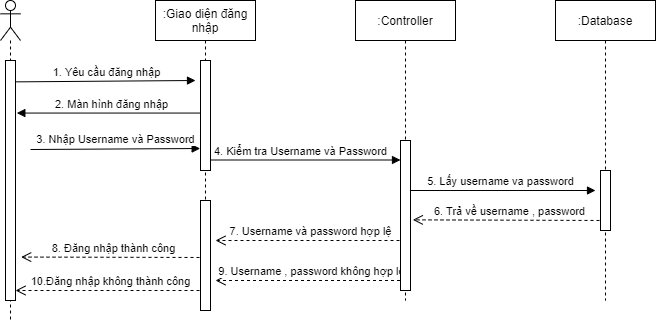 :Giao diện đăng
nhập
:Controller
:Database
1. Yêu cầu đăng nhập
2. Màn hình đăng nhập
3. Nhập Username và Password
4. Kiểm tra Username và Password
5. Lấy username va password
6. Trả về username , password
7. Username và password hợp lệ
8. Đăng nhập thành công
9. Username , password không hợp lệ
10.Đăng nhập không thành công